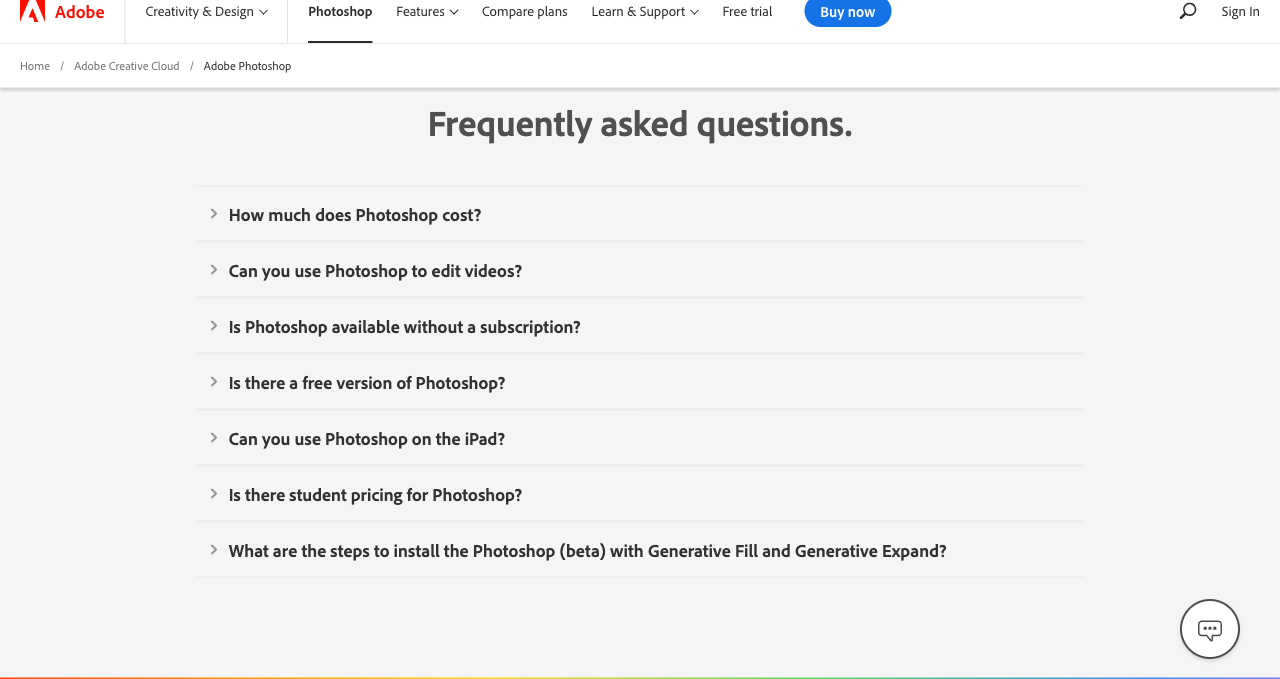 Adobe Creativity & Design Photoshop Features Compare plans Learn & Support Free trial Buy now Sign In
Home / Adobe Creative Cloud / Adobe Photoshop
Frequently asked questions.
How much does Photoshop cost?
Can you use Photoshop to edit videos?
Is Photoshop available without a subscription?
Is there a free version of Photoshop?
Can you use Photoshop on the iPad?
Is there student pricing for Photoshop?
What are the steps to install the Photoshop (beta) with Generative Fill and Generative Expand?